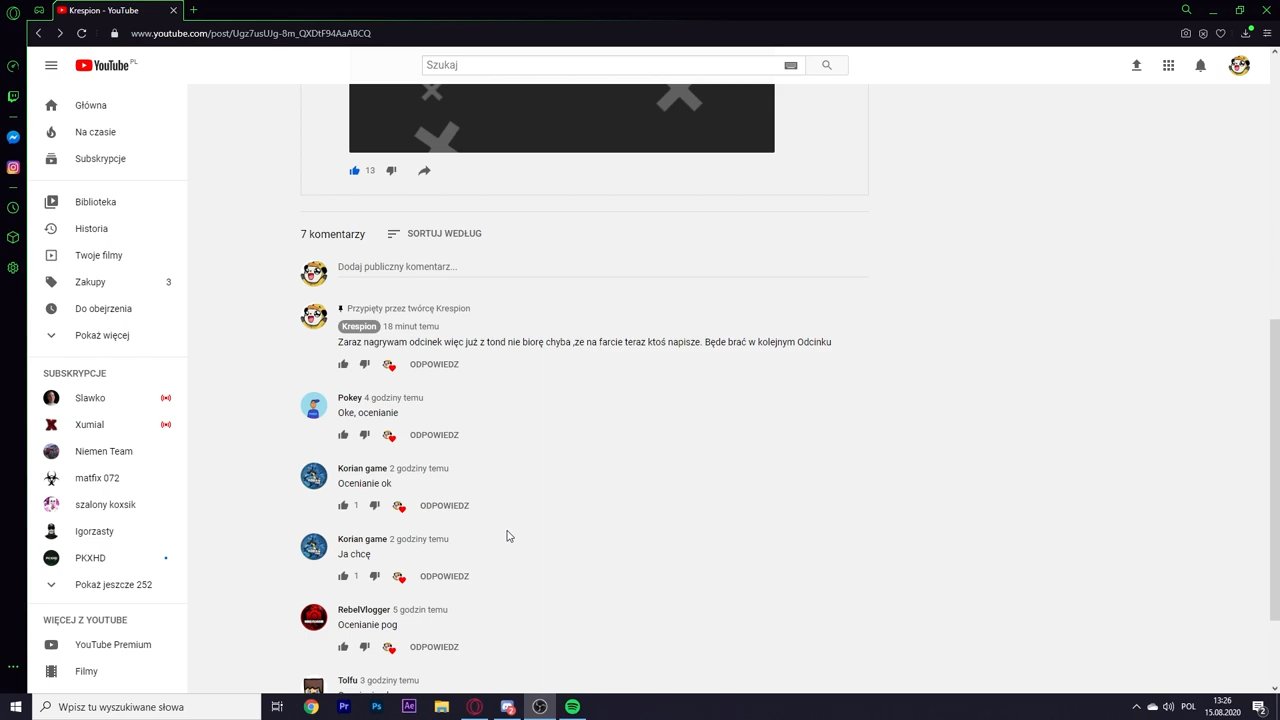 Krespion - YouTube
www.youtube.com/post/Ugz7usUJg-8m_QXDtF94AaABCQ
YouTube PL
Szukaj
Główna
Na czasie
Subskrypcje
Biblioteka
Historia
Twoje filmy
Zakupy 3
Do obejrzenia
Pokaż więcej
SUBSKRYPCJE
Slawko
Xumial
Niemen Team
matfix 072
szalony koxsik
Igorzasty
PKXHD
Pokaż jeszcze 252
WIĘCEJ Z YOUTUBE
YouTube Premium
Filmy
13
7 komentarzy SORTUJ WEDŁUG
Dodaj publiczny komentarz...
Przypięty przez twórcę Krespion
Krespion 18 minut temu
Zaraz nagrywam odcinek więc już z tond nie biorę chyba ,ze na farcie teraz ktoś napisze. Będe brać w kolejnym Odcinku
ODPOWIEDZ
Pokey 4 godziny temu
Oke, ocenianie
ODPOWIEDZ
Korian game 2 godziny temu
Ocenianie ok
1 ODPOWIEDZ
Korian game 2 godziny temu
Ja chcę
1 ODPOWIEDZ
RebelVlogger 5 godzin temu
Ocenianie pog
ODPOWIEDZ
Tolfu 3 godziny temu
Wpisz tu wyszukiwane słowa
POL
13:26
15.08.2020
2